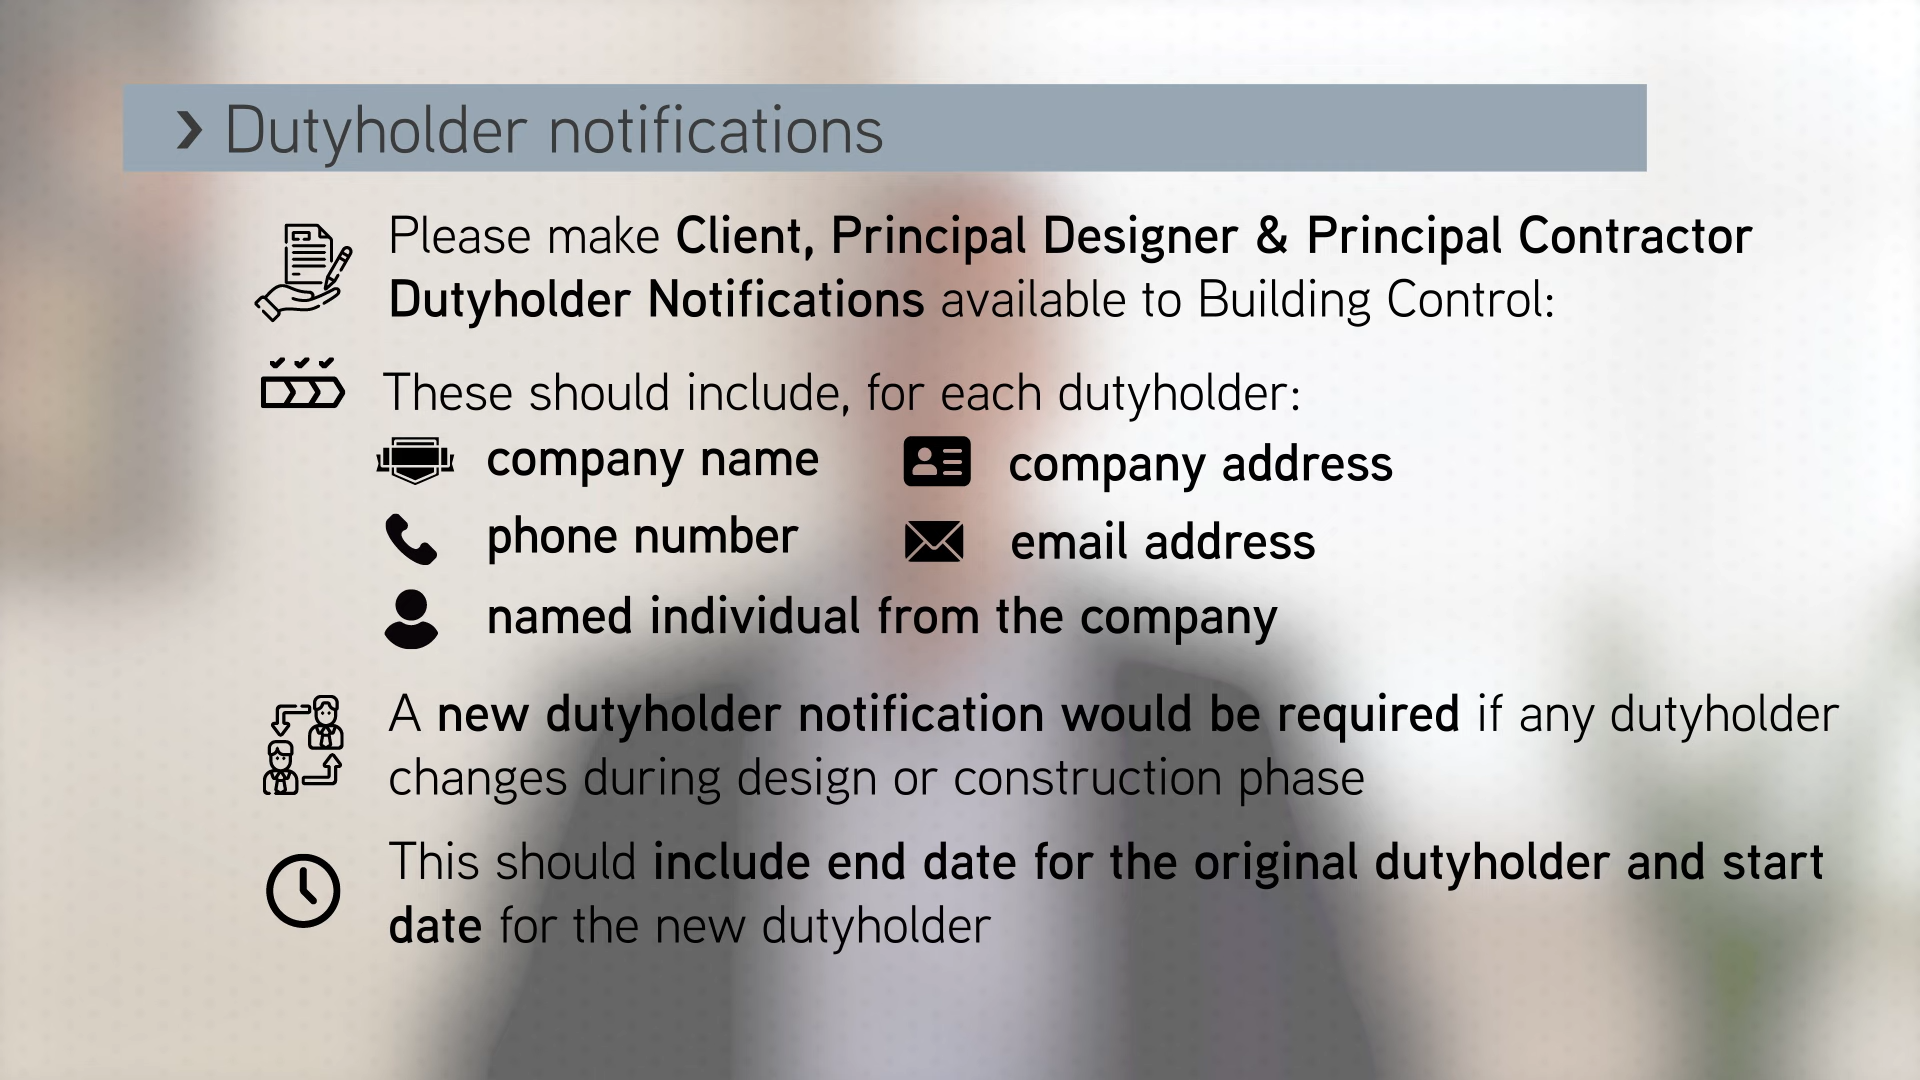 Dutyholder notifications
Please make Client, Principal Designer & Principal Contractor
Dutyholder Notifications available to Building Control:
These should include, for each dutyholder:
company name
company address
phone number
email address
named individual from the company
A new dutyholder notification would be required if any dutyholder
changes during design or construction phase
This should include end date for the original dutyholder and start
date for the new dutyholder